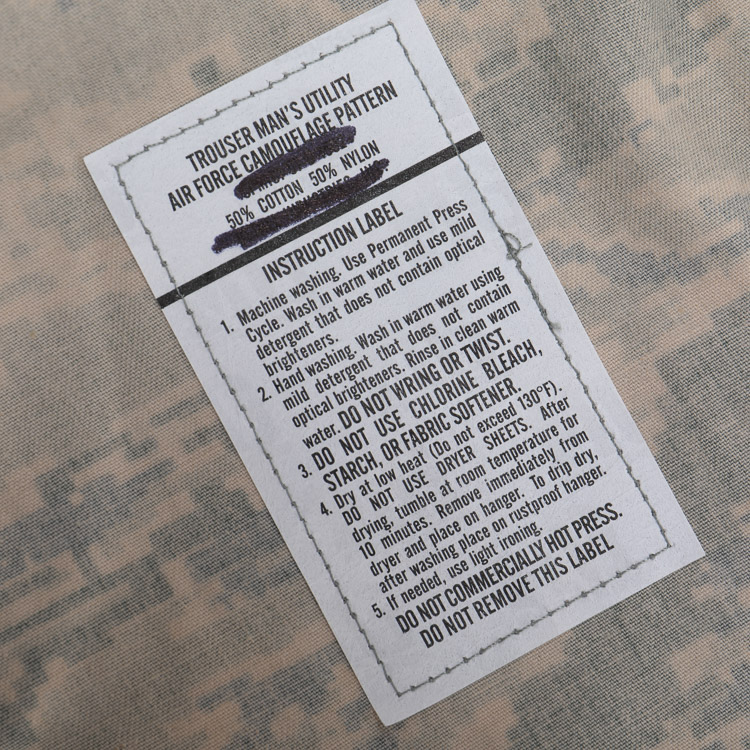 TROUSER MAN'S UTILITY
AIR FORCE CAMOUFLAGE PATTERN
50% COTTON 50% NYLON
INSTRUCTION LABEL
1. Machine washing. Use Permanent Press
Cycle. Wash in warm water and use mild
detergent that does not contain optical
brighteners.
2. Hand washing. Wash in warm water using
mild detergent that does not contain
optical brighteners. Rinse in clean warm
water. DO NOT WRING OR TWIST.
3. DO NOT USE CHLORINE BLEACH,
STARCH, OR FABRIC SOFTENER.
4. Dry at low heat (Do not exceed 130°F).
DO NOT USE DRYER SHEETS. After
drying, tumble at room temperature for
10 minutes. Remove immediately from
dryer and place on hanger. To drip dry,
after washing place on rustproof hanger.
5. If needed, use light ironing.
DO NOT COMMERCIALLY HOT PRESS.
DO NOT REMOVE THIS LABEL